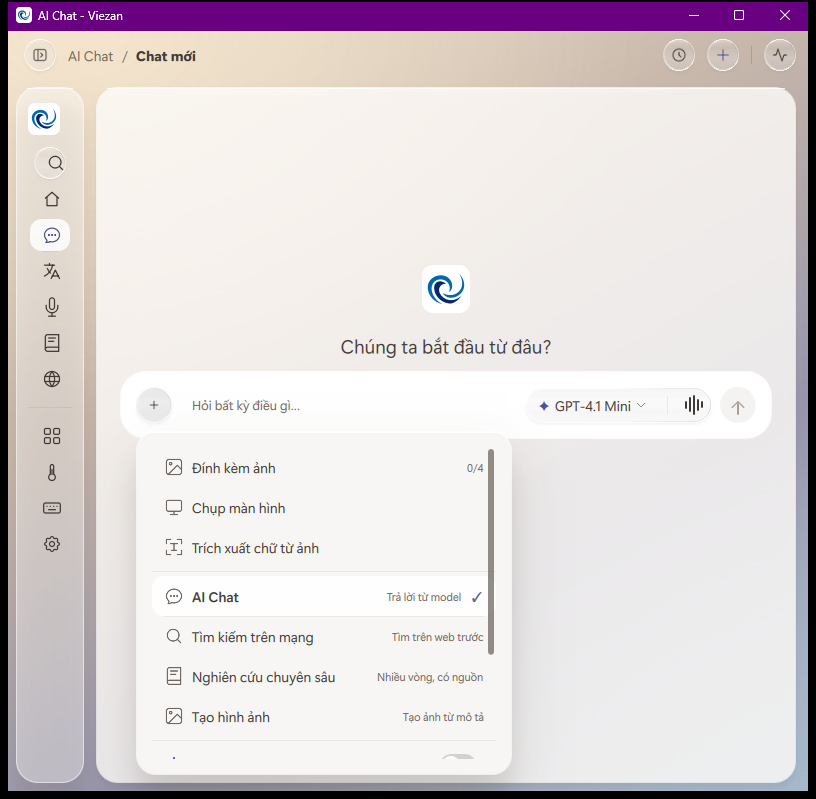 AI Chat - Viezan
AI Chat / Chat mới
Chúng ta bắt đầu từ đâu?
Hỏi bất kỳ điều gì...
GPT-4.1 Mini
Đính kèm ảnh 0/4
Chụp màn hình
Trích xuất chữ từ ảnh
AI Chat Trả lời từ model ✓
Tìm kiếm trên mạng Tìm trên web trước
Nghiên cứu chuyên sâu Nhiều vòng, có nguồn
Tạo hình ảnh Tạo ảnh từ mô tả